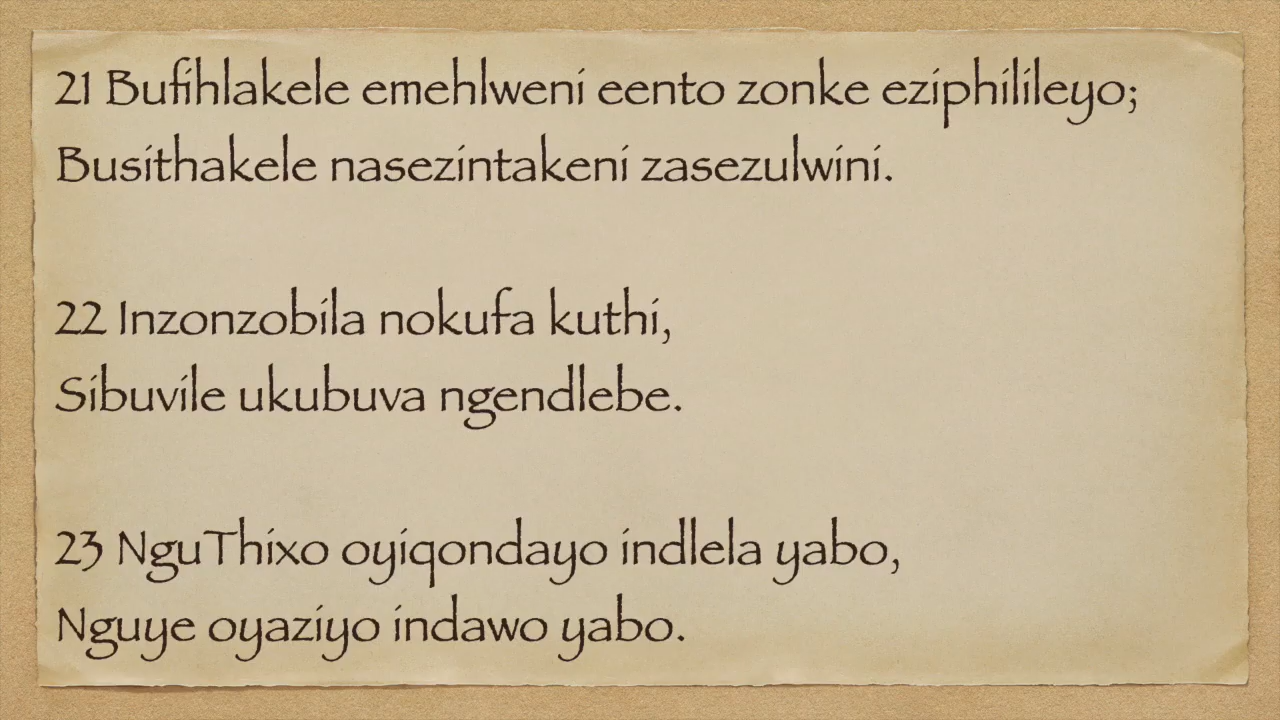 21 Bufihlakele emehlweni eento zonke eziphilileyo;
Busithakele nasezintakeni zasezulwini.
22 Inzonzobila nokufa kuthi,
Sibuvile ukubuva ngendlebe.
23 NguThixo oyiqondayo indlela yabo,
Nguye oyaziyo indawo yabo.